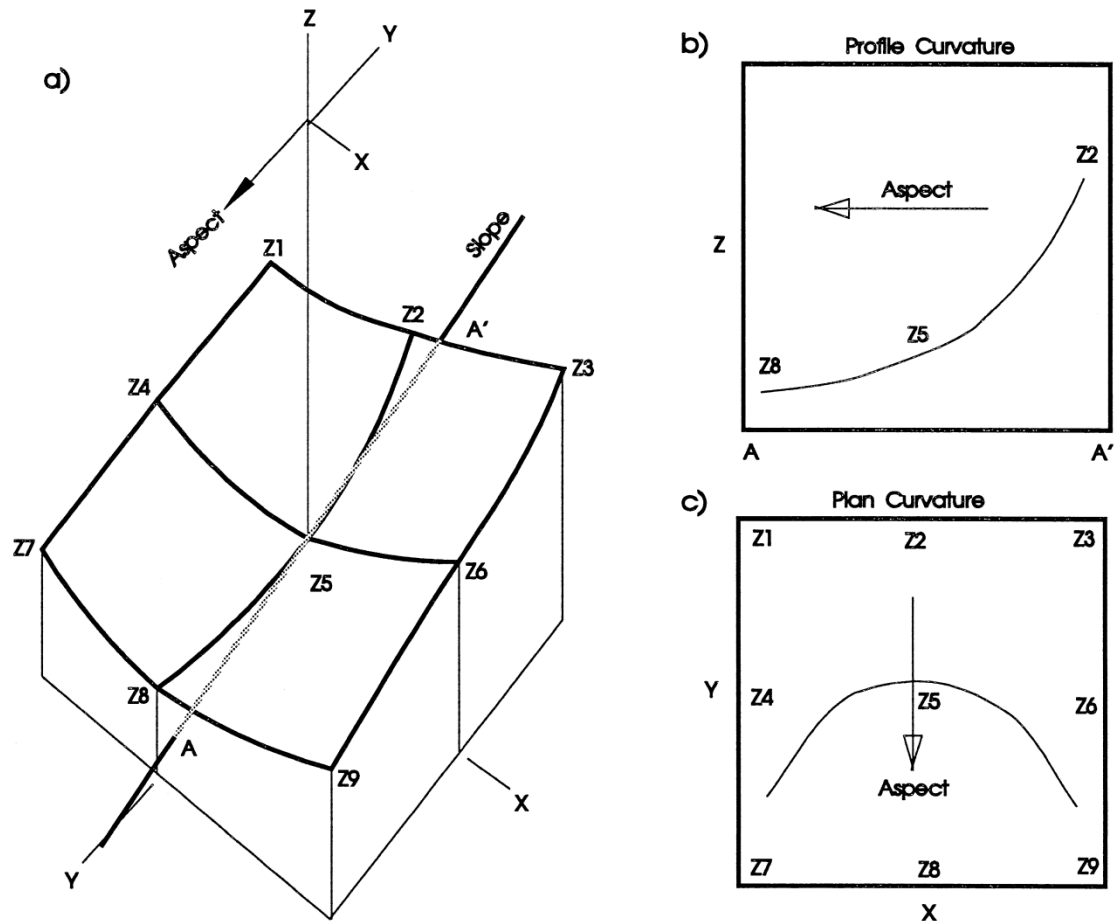 a)
Z
Y
X
Aspect
Slope
Z1
Z2
A'
Z3
Z4
Z5
Z6
Z7
Z8
A
Z9
X
Y
b)
Profile Curvature
Z2
Aspect
Z
Z5
Z8
A A'
c)
Plan Curvature
Z1 Z2 Z3
Y Z4 Z5 Z6
Aspect
Z7 Z8 Z9
X